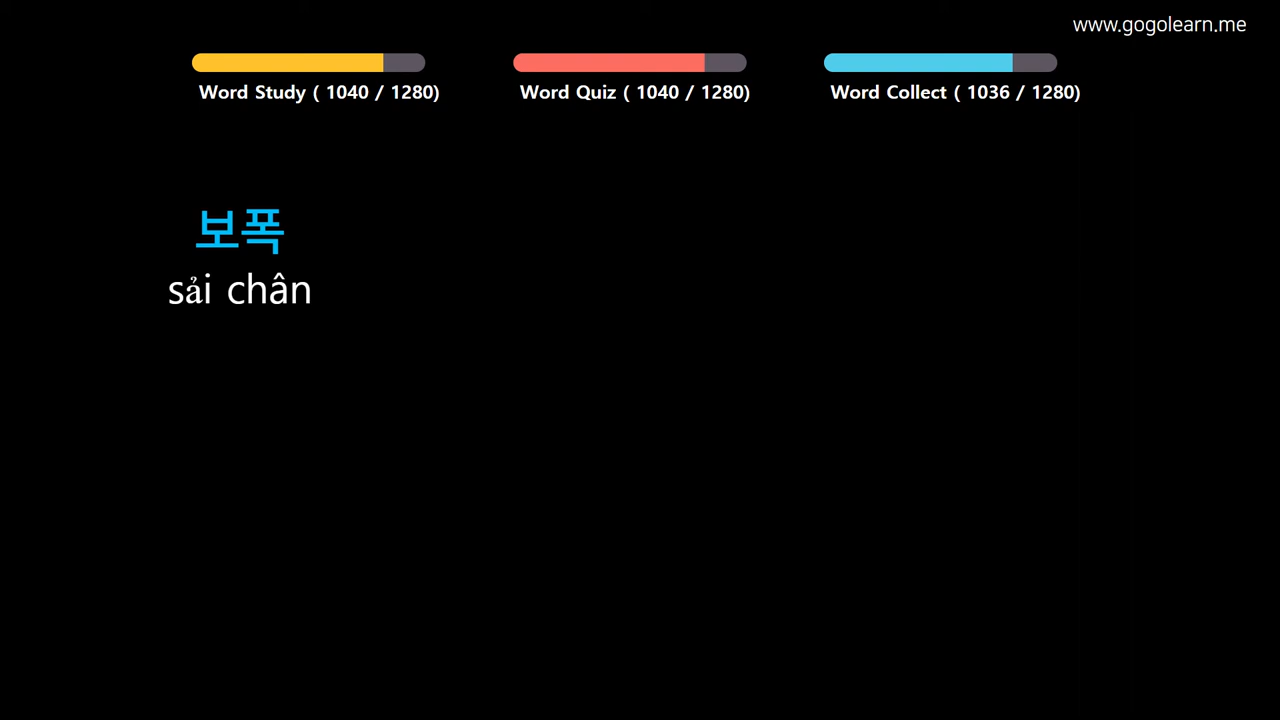 www.gogolearn.me
Word Study ( 1040 / 1280)
Word Quiz ( 1040 / 1280)
Word Collect ( 1036 / 1280)
보폭
sải chân